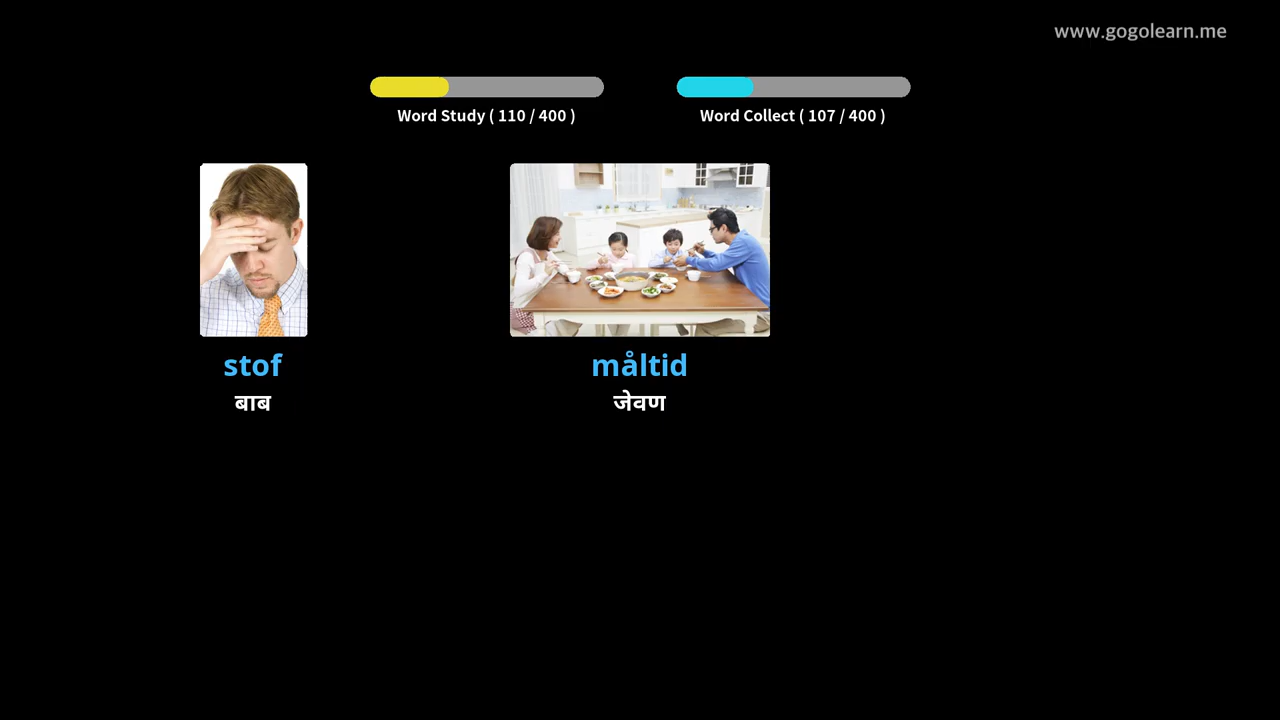 www.gogolearn.me
Word Study ( 110 / 400 )
Word Collect ( 107 / 400 )
stof
måltid
बाब
जेवण